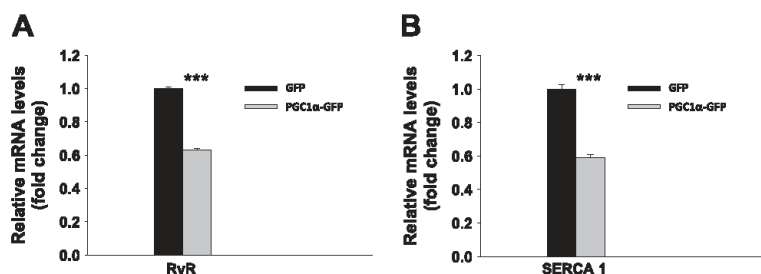 A
Relative mRNA levels
(fold change)
1.2
1.0
0.8
0.6
0.4
0.2
0.0
***
GFP
PGC1α-GFP
RyR
B
Relative mRNA levels
(fold change)
1.2
1.0
0.8
0.6
0.4
0.2
0.0
***
GFP
PGC1α-GFP
SERCA 1